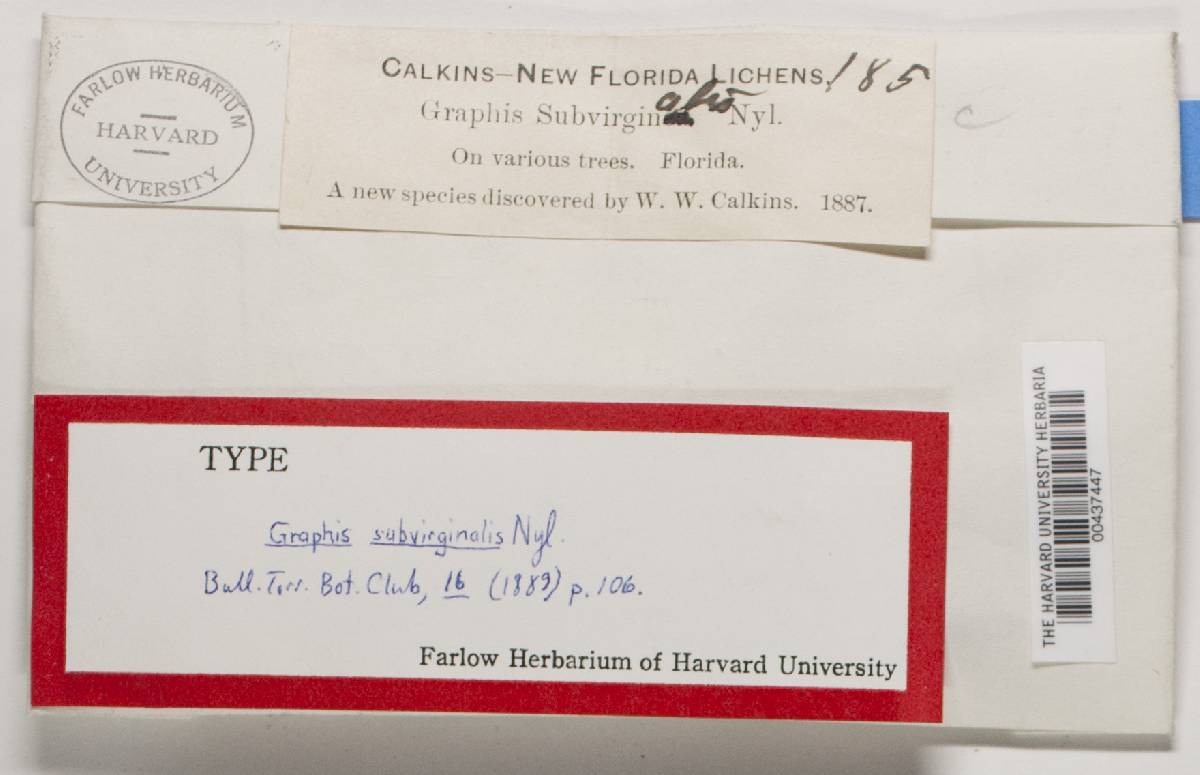 FARLOW HERBARIUM
HARVARD
UNIVERSITY
CALKINS—NEW FLORIDA LICHENS. 185
Graphis Subvirginalis Nyl.
On various trees. Florida.
A new species discovered by W. W. Calkins. 1887.
c
TYPE
Graphis subvirginalis Nyl.
Bull. Torr. Bot. Club, 16 (1889) p. 106.
Farlow Herbarium of Harvard University
THE HARVARD UNIVERSITY HERBARIA
00437447